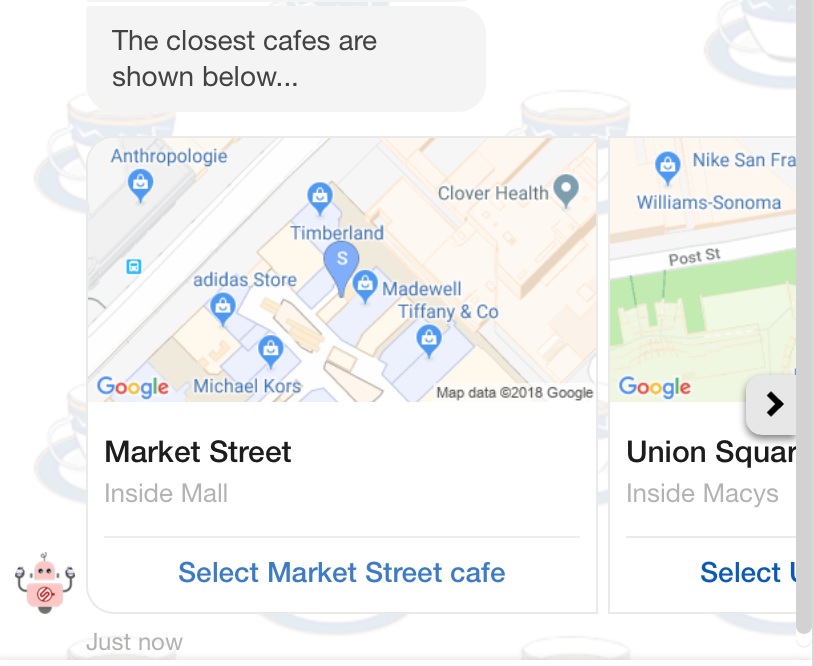 The closest cafes are
shown below...
Anthropologie
Timberland
Clover Health
S
adidas Store
Madewell
Tiffany & Co
Michael Kors
Google
Map data ©2018 Google
Market Street
Inside Mall
Select Market Street cafe
Nike San Fra
Williams-Sonoma
Post St
Google
Union Squar
Inside Macys
Select U
Just now